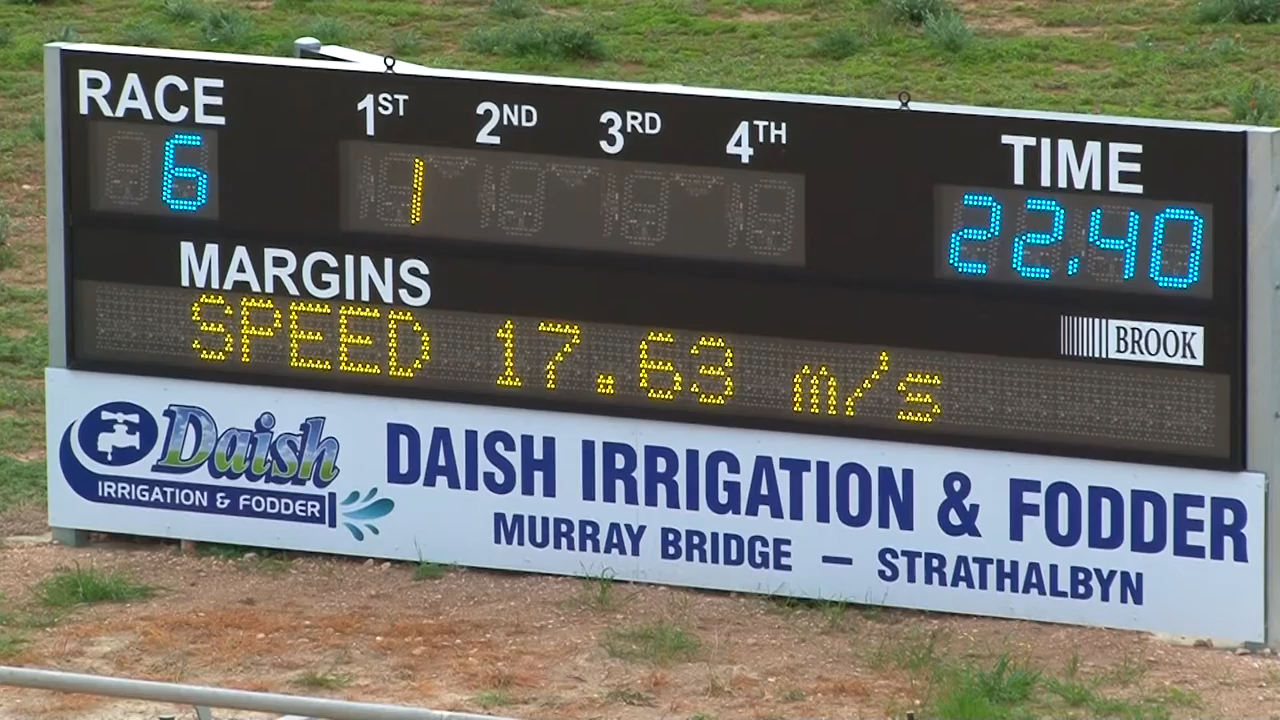 RACE 1ST 2ND 3RD 4TH TIME
6 1 22.40
MARGINS
BROOK
SPEED 17.63 m/s
Daish
IRRIGATION & FODDER
DAISH IRRIGATION & FODDER
MURRAY BRIDGE – STRATHALBYN